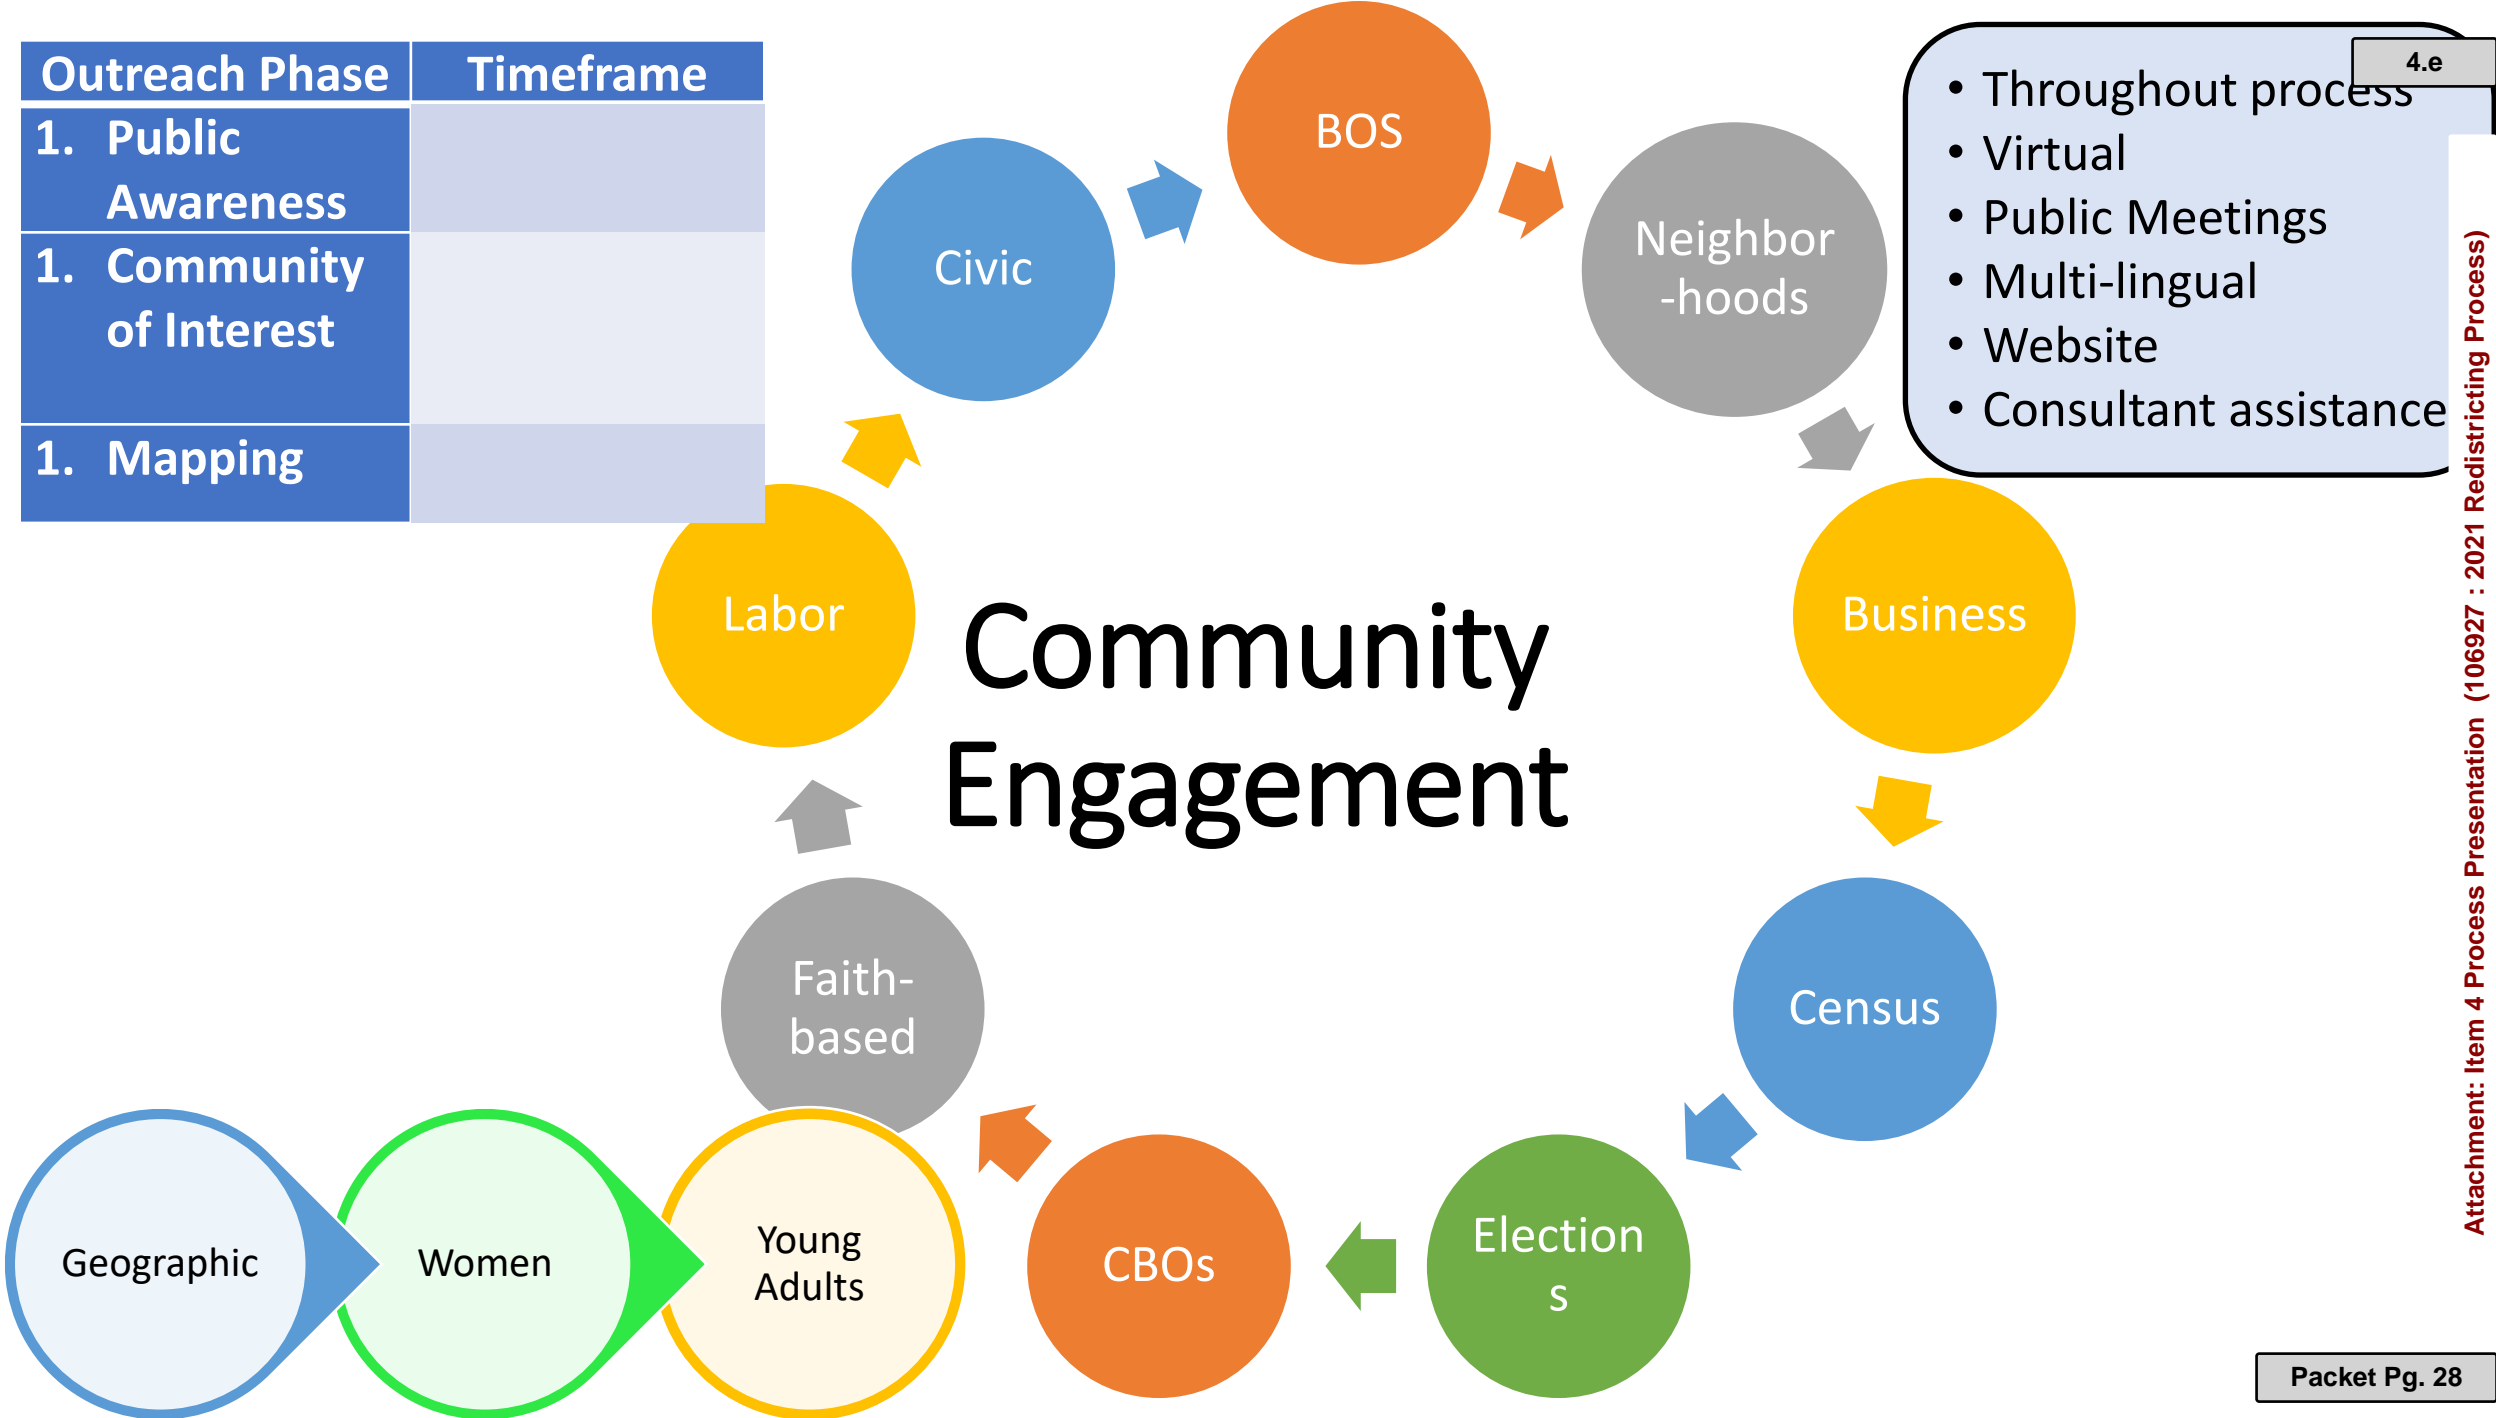 Outreach Phase Timeframe
1. Public
Awareness
1. Community
of Interest
1. Mapping
BOS
Neighbor
-hoods
Business
Census
Election
s
CBOs
Faith-
based
Labor
Civic
Community
Engagement
4.e
• Throughout process
• Virtual
• Public Meetings
• Multi-lingual
• Website
• Consultant assistance
Geographic
Women
Young
Adults
Attachment: Item 4 Process Presentation (106927 : 2021 Redistricting Process)
Packet Pg. 28